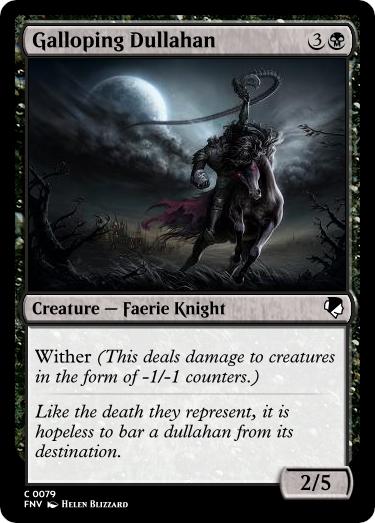 Galloping Dullahan 3
Creature — Faerie Knight
Wither (This deals damage to creatures
in the form of -1/-1 counters.)
Like the death they represent, it is
hopeless to bar a dullahan from its
destination.
2/5
C 0079
FNV Helen Blizzard